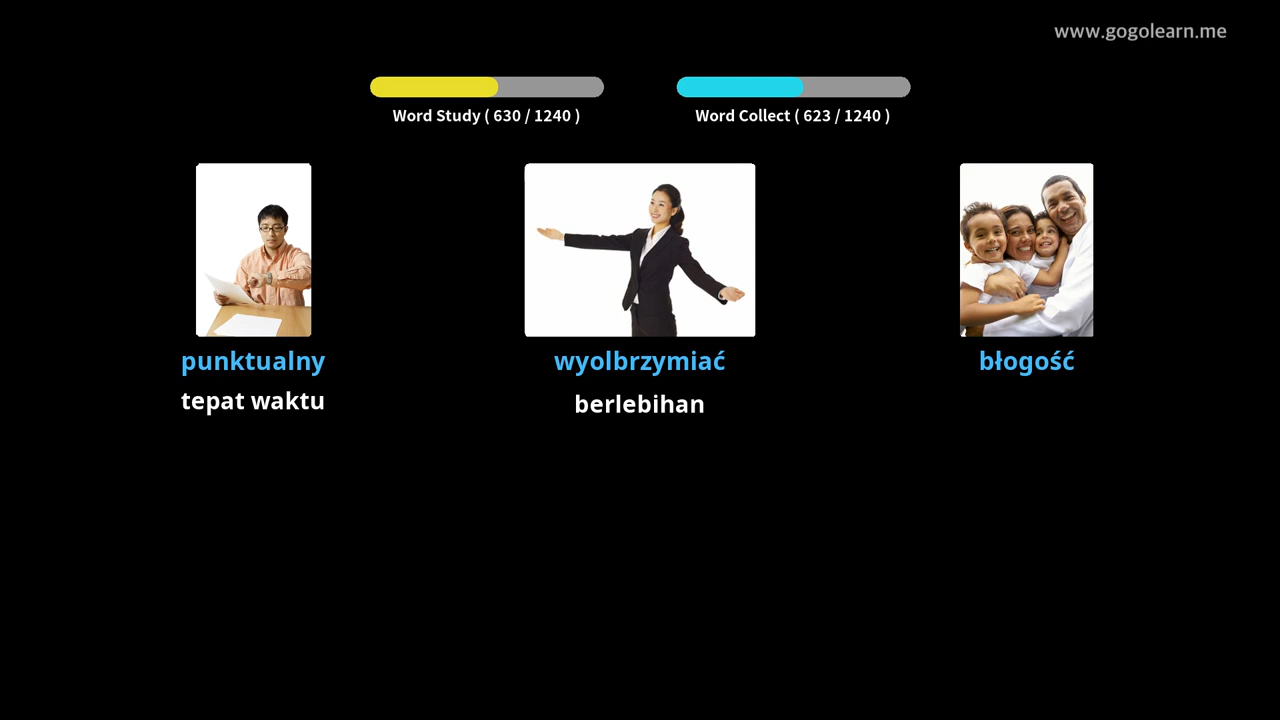 www.gogolearn.me
Word Study ( 630 / 1240 )
Word Collect ( 623 / 1240 )
punktualny
tepat waktu
wyolbrzymiać
berlebihan
błogość